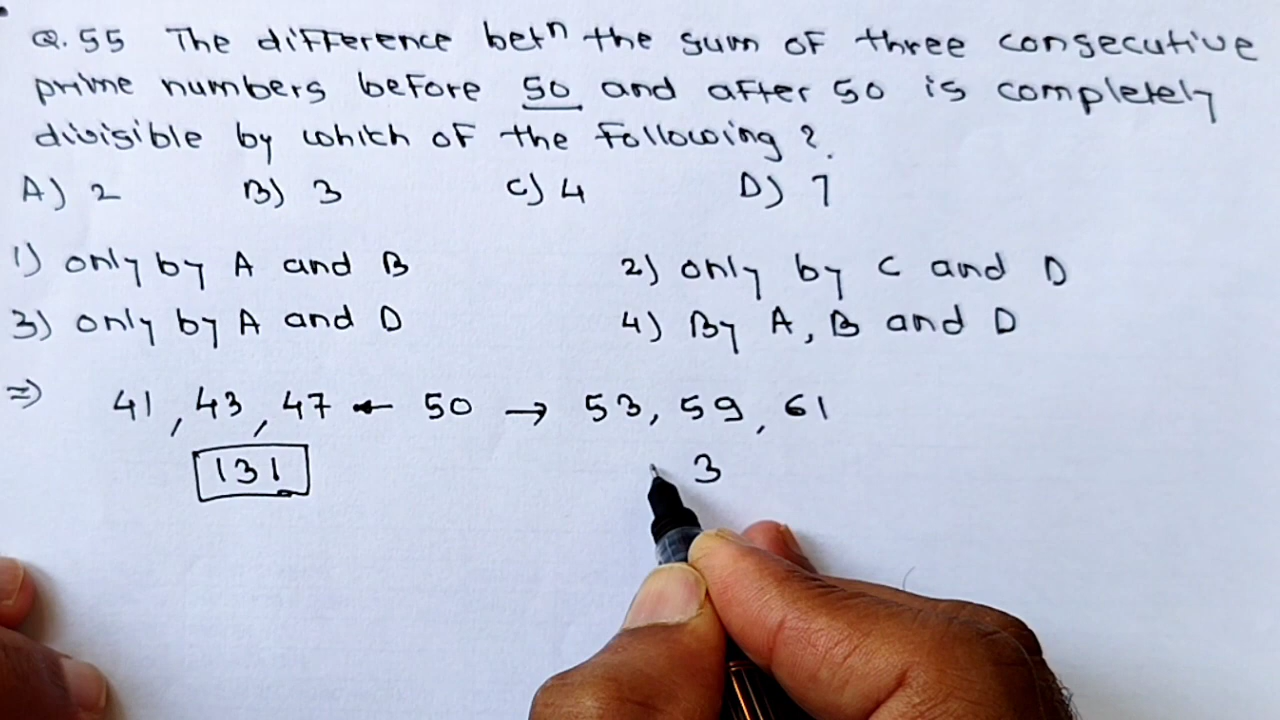 Q.55 The difference betn the sum of three consecutive
prime numbers before 50 and after 50 is completely
divisible by which of the following ?
A) 2 B) 3 C) 4 D) 7
1) only by A and B 2) only by C and D
3) only by A and D 4) By A, B and D
⇒ 41, 43, 47 ← 50 → 53, 59, 61
131 3